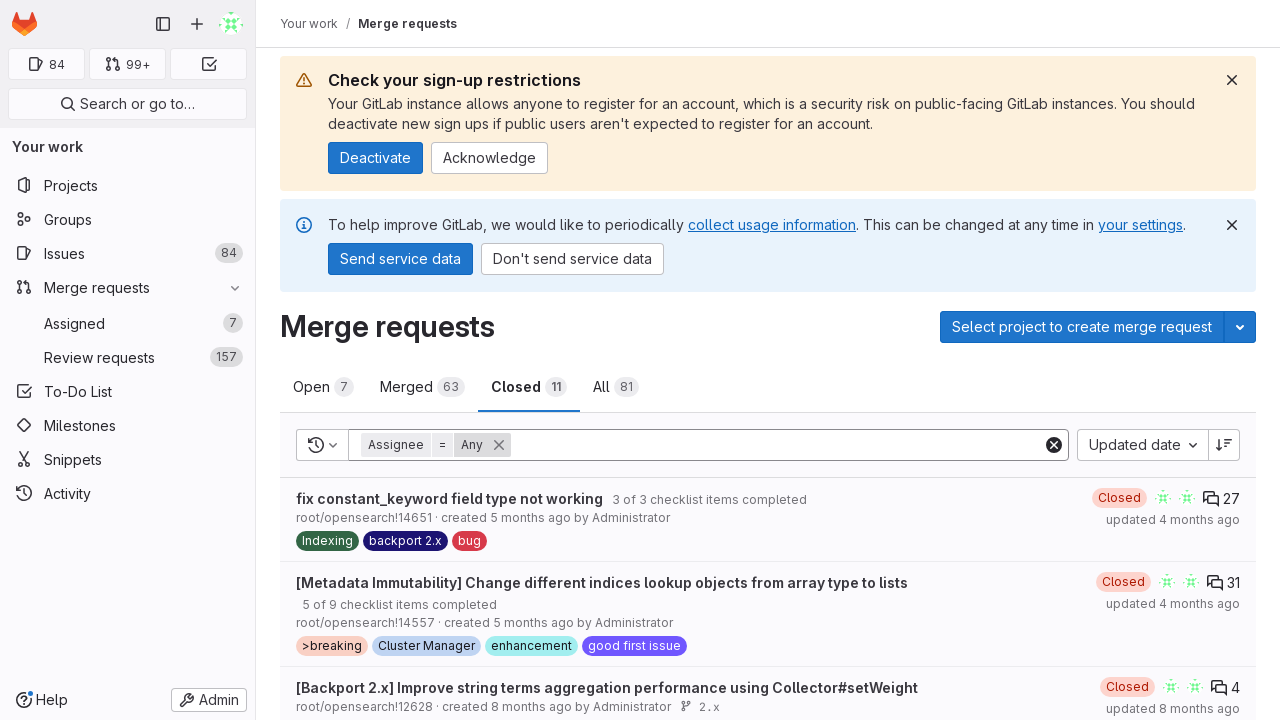 Your work / Merge requests
84
99+
Search or go to…
Your work
Projects
Groups
Issues 84
Merge requests
Assigned 7
Review requests 157
To-Do List
Milestones
Snippets
Activity
Help
Admin
Check your sign-up restrictions
Your GitLab instance allows anyone to register for an account, which is a security risk on public-facing GitLab instances. You should
deactivate new sign ups if public users aren't expected to register for an account.
Deactivate Acknowledge
To help improve GitLab, we would like to periodically collect usage information. This can be changed at any time in your settings.
Send service data Don't send service data
Merge requests
Select project to create merge request
Open 7 Merged 63 Closed 11 All 81
Assignee = Any
Updated date
fix constant_keyword field type not working 3 of 3 checklist items completed
Closed 27
root/opensearch!14651 · created 5 months ago by Administrator
updated 4 months ago
Indexing backport 2.x bug
[Metadata Immutability] Change different indices lookup objects from array type to lists
Closed 31
5 of 9 checklist items completed
updated 4 months ago
root/opensearch!14557 · created 5 months ago by Administrator
>breaking Cluster Manager enhancement good first issue
[Backport 2.x] Improve string terms aggregation performance using Collector#setWeight
Closed 4
root/opensearch!12628 · created 8 months ago by Administrator 2.x
updated 8 months ago